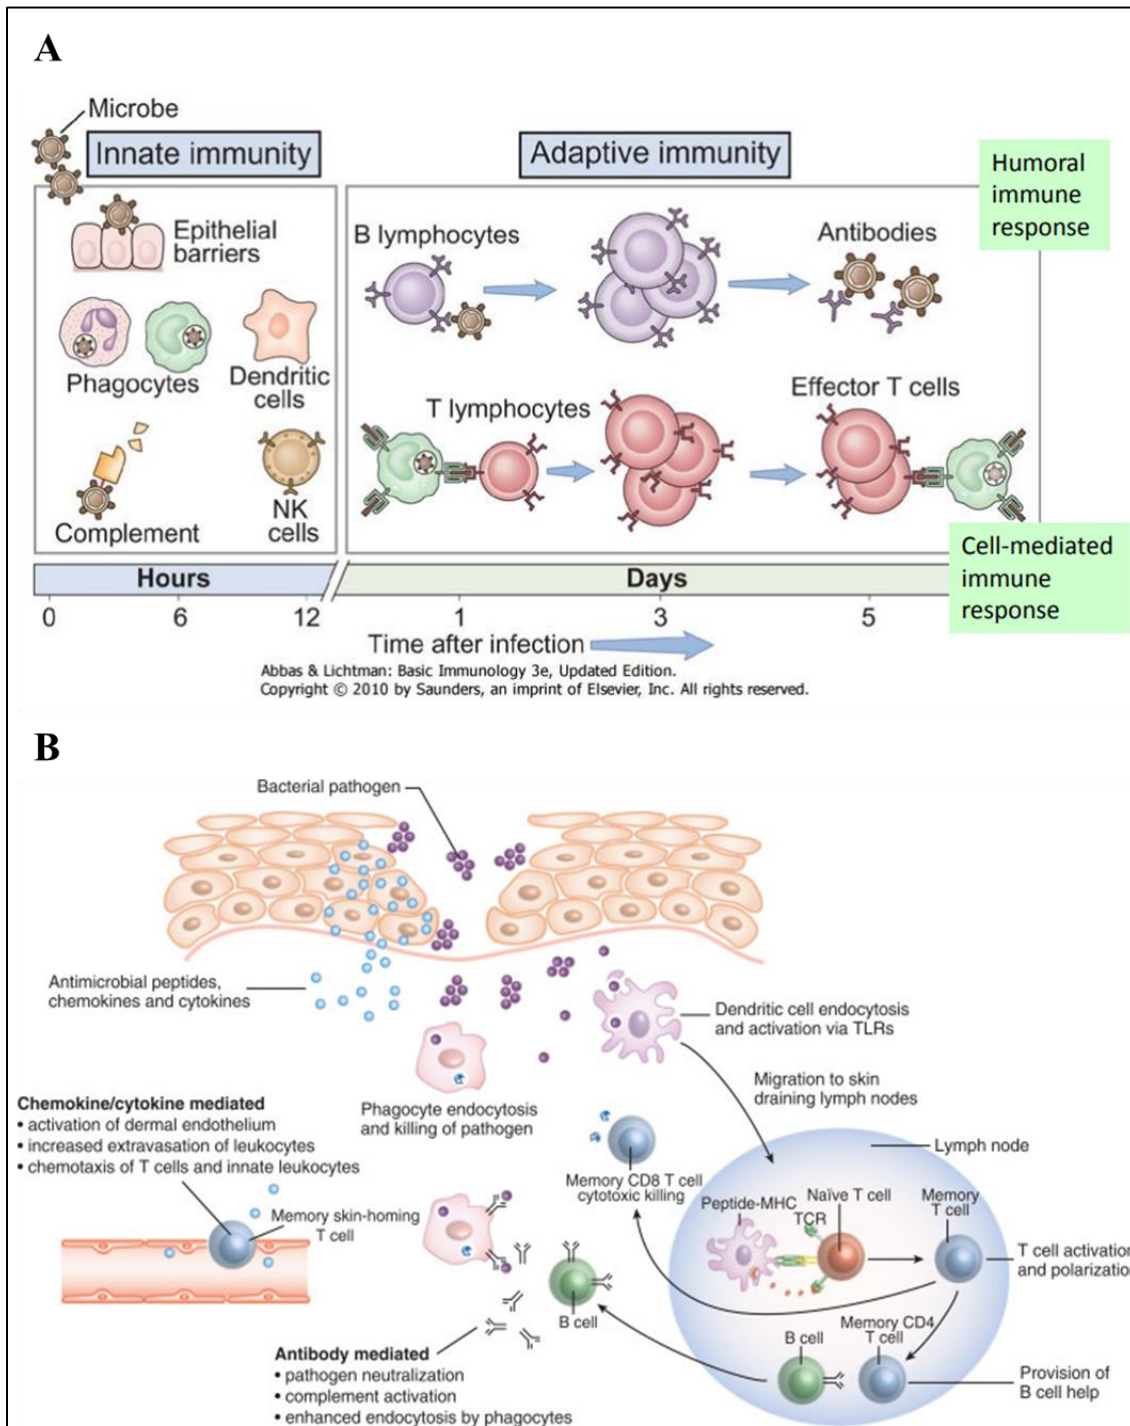 A
Microbe
Innate immunity
Adaptive immunity
Humoral
immune
response
Epithelial
barriers
B lymphocytes
Antibodies
Phagocytes
Dendritic
cells
T lymphocytes
Effector T cells
Complement
NK
cells
Cell-mediated
immune
response
Hours
Days
0
6
12
1
3
5
Time after infection
Abbas & Lichtman: Basic Immunology 3e, Updated Edition.
Copyright © 2010 by Saunders, an imprint of Elsevier, Inc. All rights reserved.
B
Bacterial pathogen
Antimicrobial peptides,
chemokines and cytokines
Dendritic cell endocytosis
and activation via TLRs
Phagocyte endocytosis
and killing of pathogen
Migration to skin
draining lymph nodes
Chemokine/cytokine mediated
• activation of dermal endothelium
• increased extravasation of leukocytes
• chemotaxis of T cells and innate leukocytes
Lymph node
Memory CD8 T cell
cytotoxic killing
Peptide-MHC
TCR
Naïve T cell
Memory
T cell
Memory skin-homing
T cell
T cell activation
and polarization
B cell
B cell
Memory CD4
T cell
Provision of
B cell help
Antibody mediated
• pathogen neutralization
• complement activation
• enhanced endocytosis by phagocytes